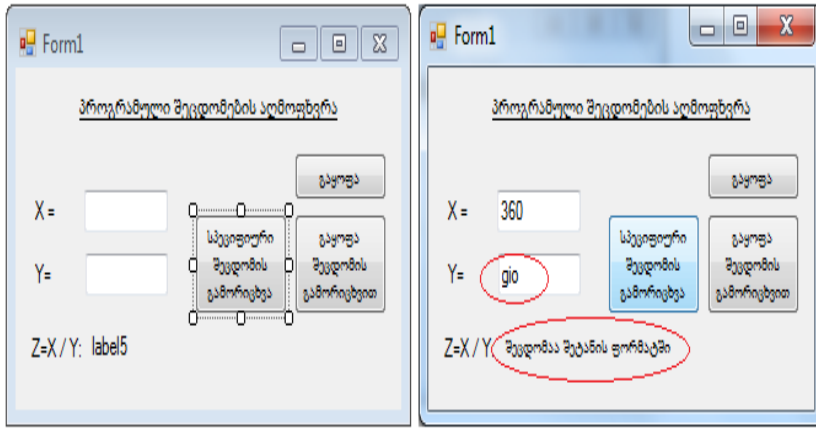 Form1
პროგრამული შეცდომების აღმოფხვრა
გაყოფა
X =
სპეციფიური
შეცდომის
გამორიცხვა
გაყოფა
შეცდომის
გამორიცხვით
Y=
Z=X / Y: label5
Form1
პროგრამული შეცდომების აღმოფხვრა
გაყოფა
X = 360
სპეციფიური
შეცდომის
გამორიცხვა
გაყოფა
შეცდომის
გამორიცხვით
Y= gio
Z=X / Y: შეცდომაა შეტანის ფორმატში